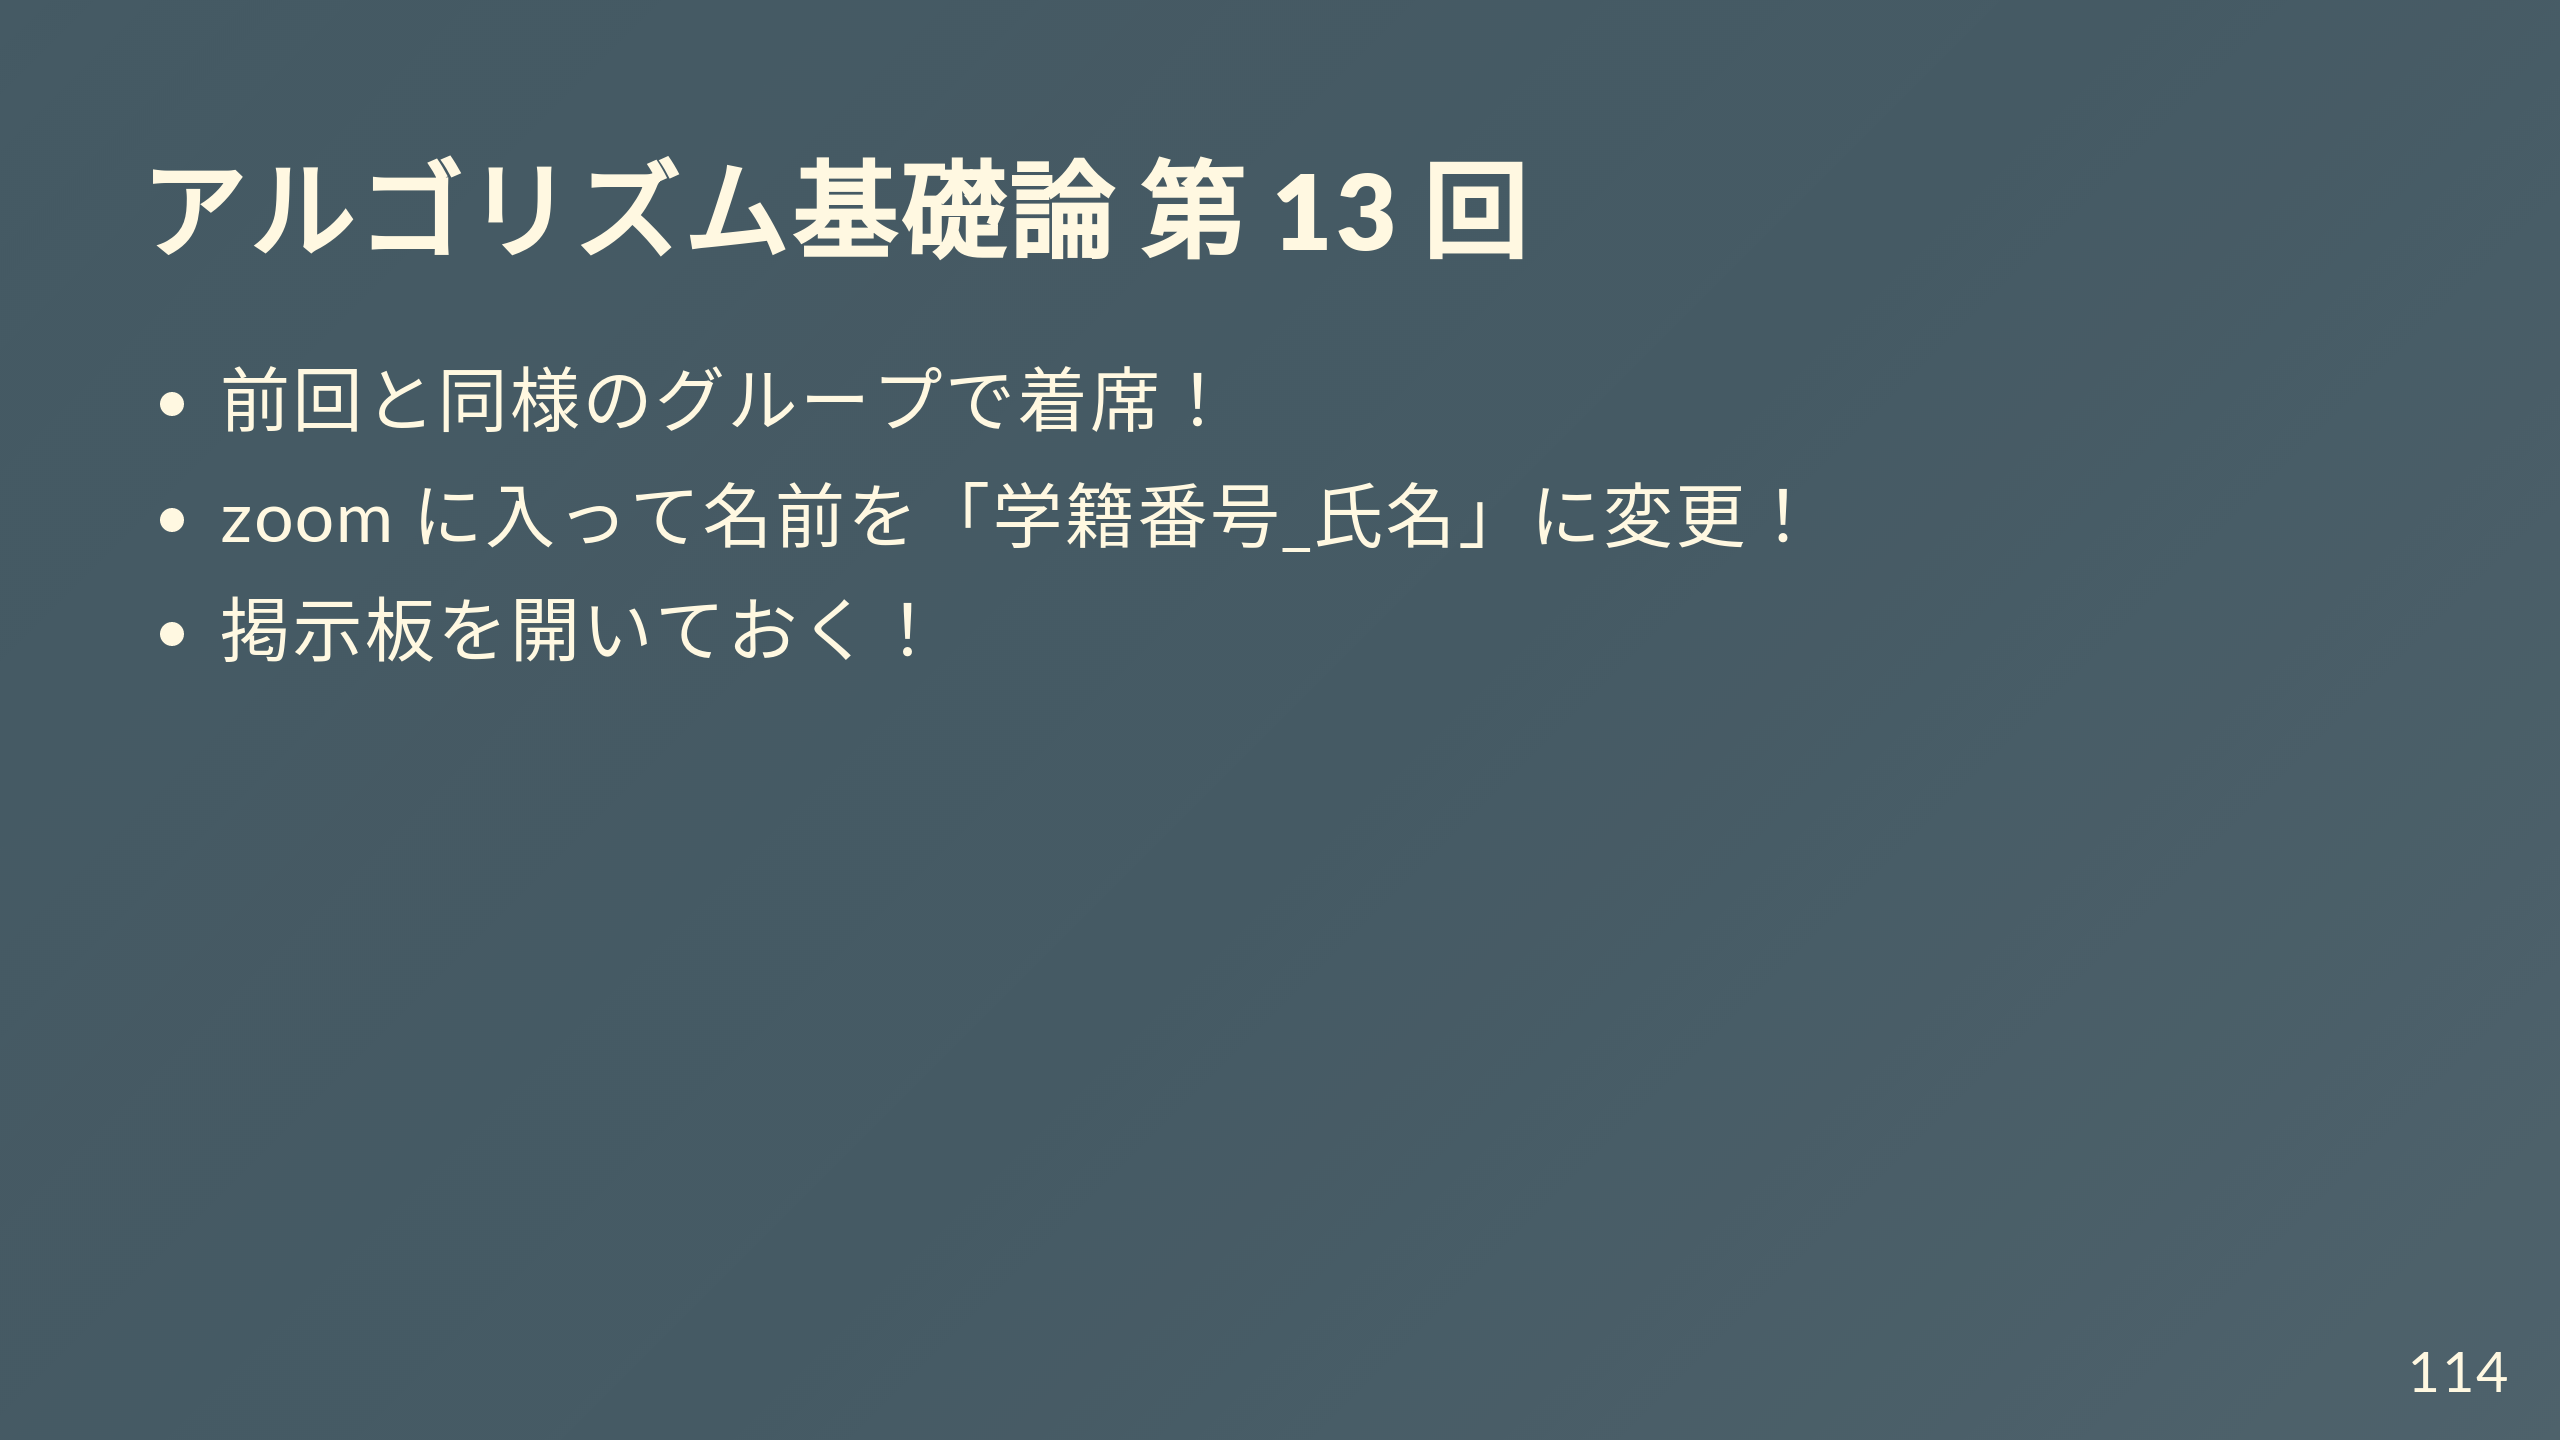 アルゴリズム基礎論 第 13 回
• 前回と同様のグループで着席！
• zoom に入って名前を「学籍番号_氏名」に変更！
• 掲示板を開いておく！
114